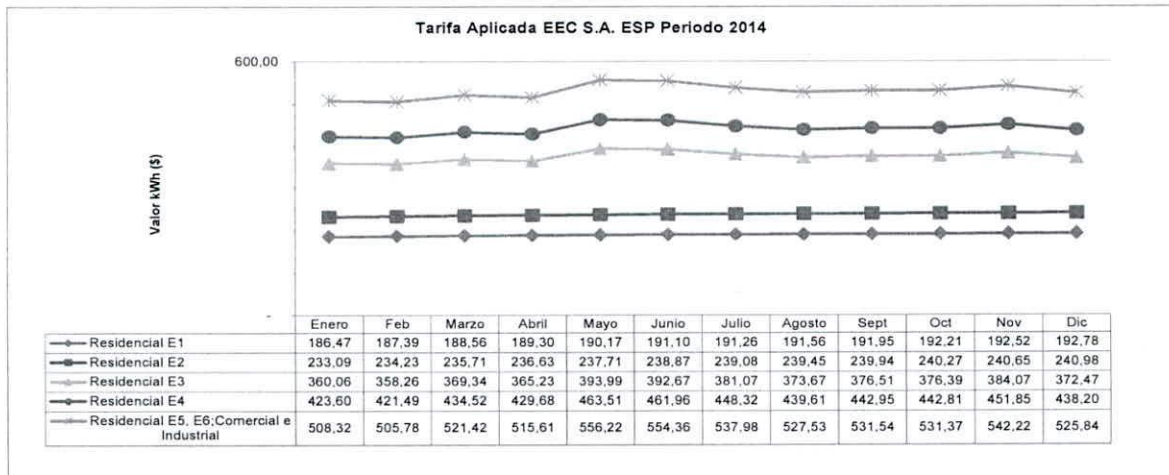 Tarifa Aplicada EEC S.A. ESP Periodo 2014
600,00
Valor kWh ($)
-
Enero Feb Marzo Abril Mayo Junio Julio Agosto Sept Oct Nov Dic
Residencial E1 186,47 187,39 188,56 189,30 190,17 191,10 191,26 191,56 191,95 192,21 192,52 192,78
Residencial E2 233,09 234,23 235,71 236,63 237,71 238,87 239,08 239,45 239,94 240,27 240,65 240,98
Residencial E3 360,06 358,26 369,34 365,23 393,99 392,67 381,07 373,67 376,51 376,39 384,07 372,47
Residencial E4 423,60 421,49 434,52 429,68 463,51 461,96 448,32 439,61 442,95 442,81 451,85 438,20
Residencial E5, E6;Comercial e
Industrial 508,32 505,78 521,42 515,61 556,22 554,36 537,98 527,53 531,54 531,37 542,22 525,84